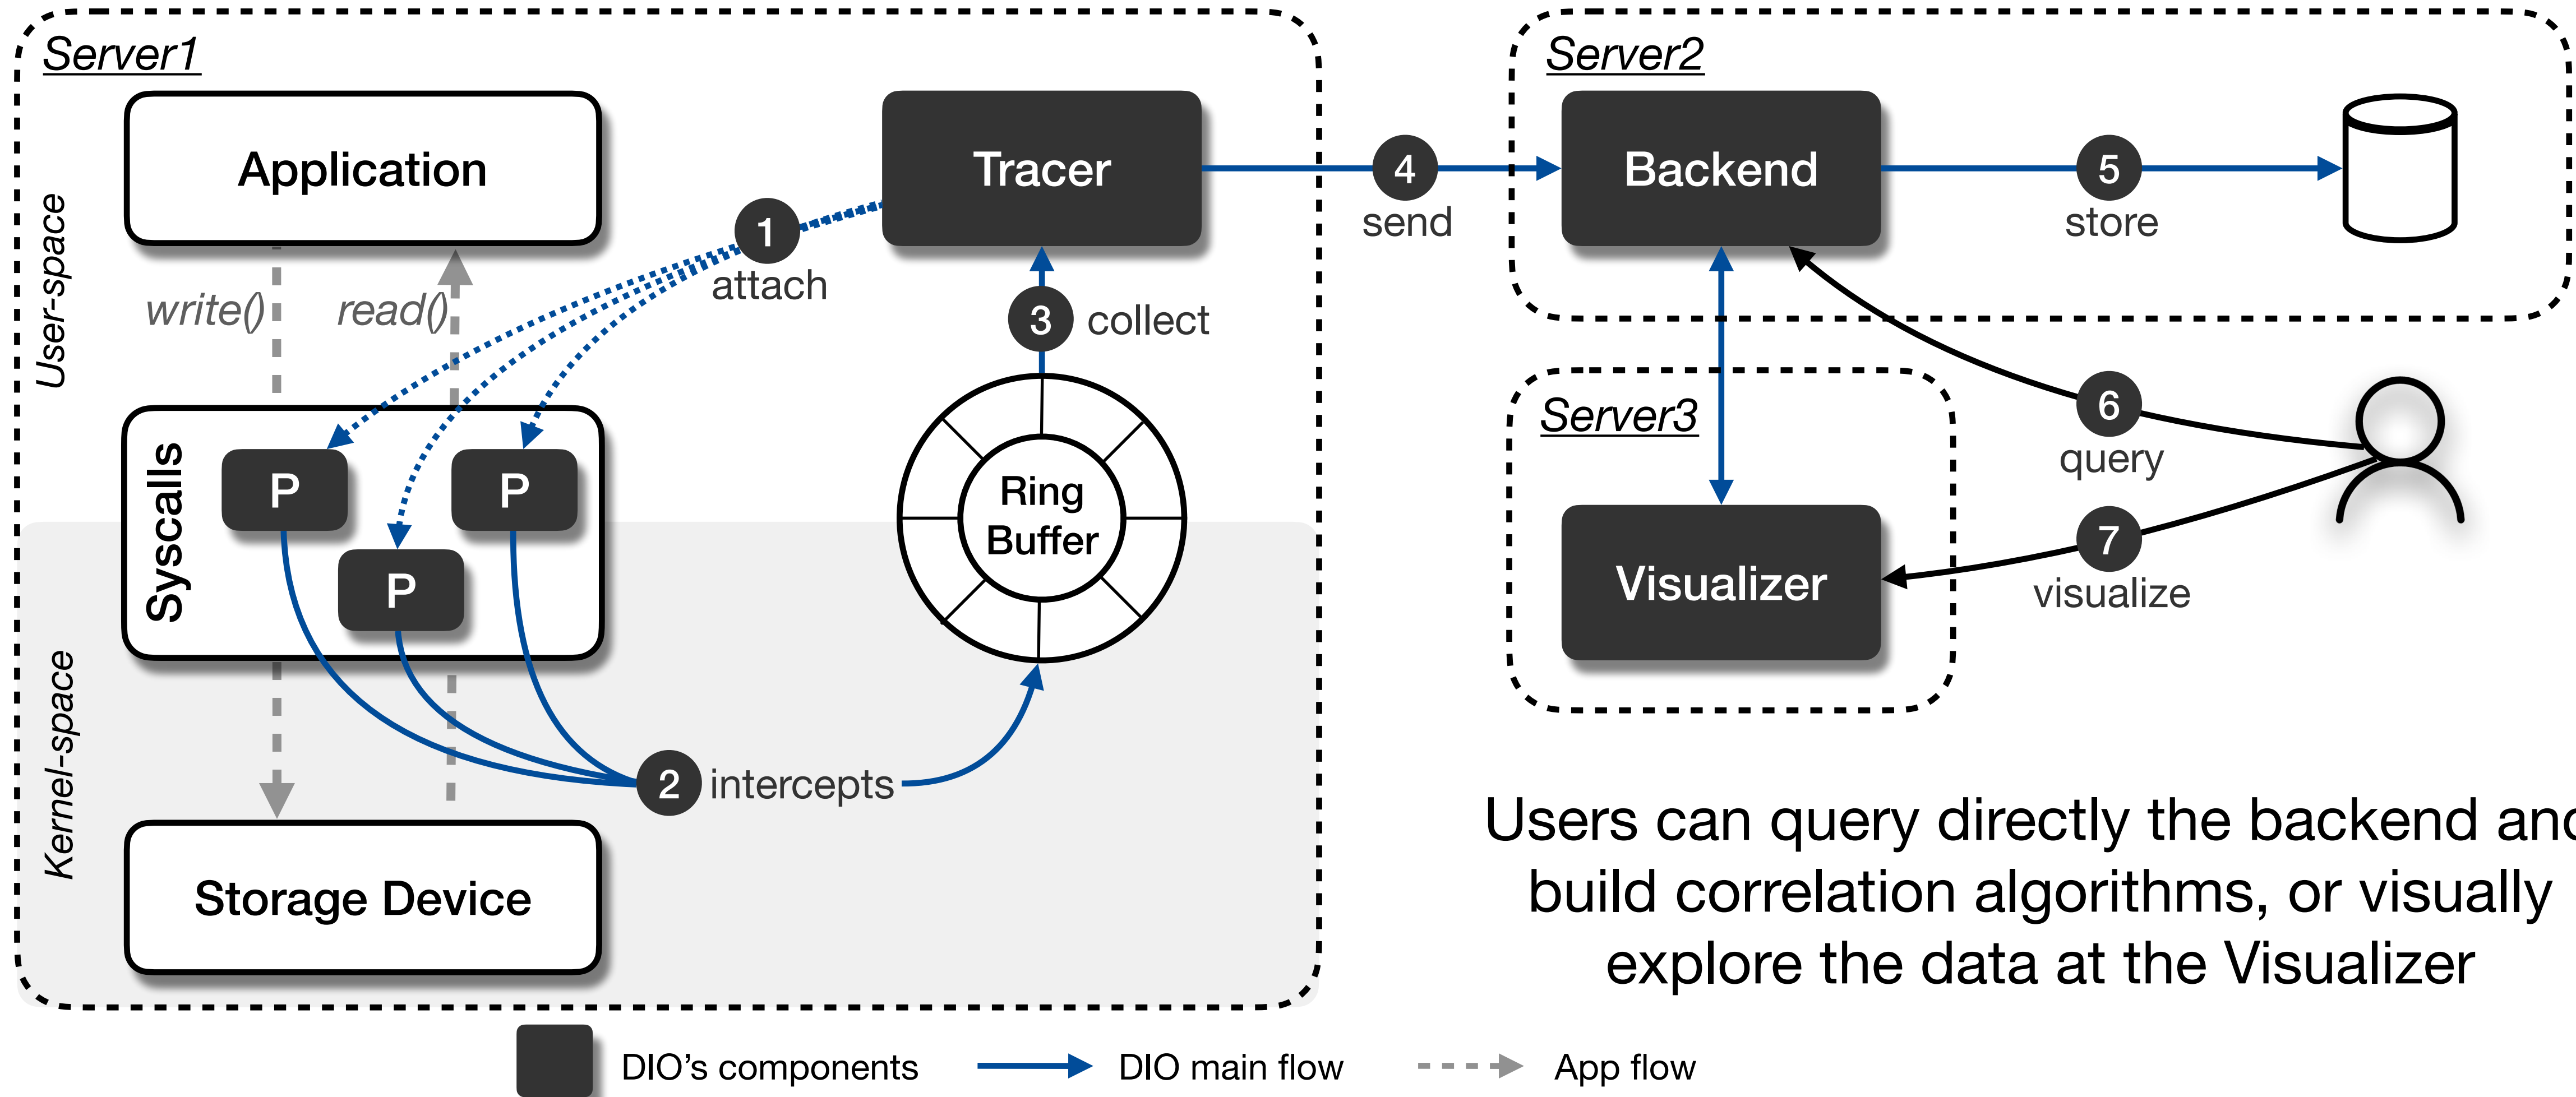 Server1
Server2
Application
Tracer
4
Backend
5
send
store
1
attach
User-space
write()
read()
3
collect
Server3
6
query
Syscalls
P
P
P
Ring
Buffer
7
visualize
Visualizer
Kernel-space
2
intercepts
Storage Device
Users can query directly the backend and
build correlation algorithms, or visually
explore the data at the Visualizer
DIO's components
DIO main flow
App flow